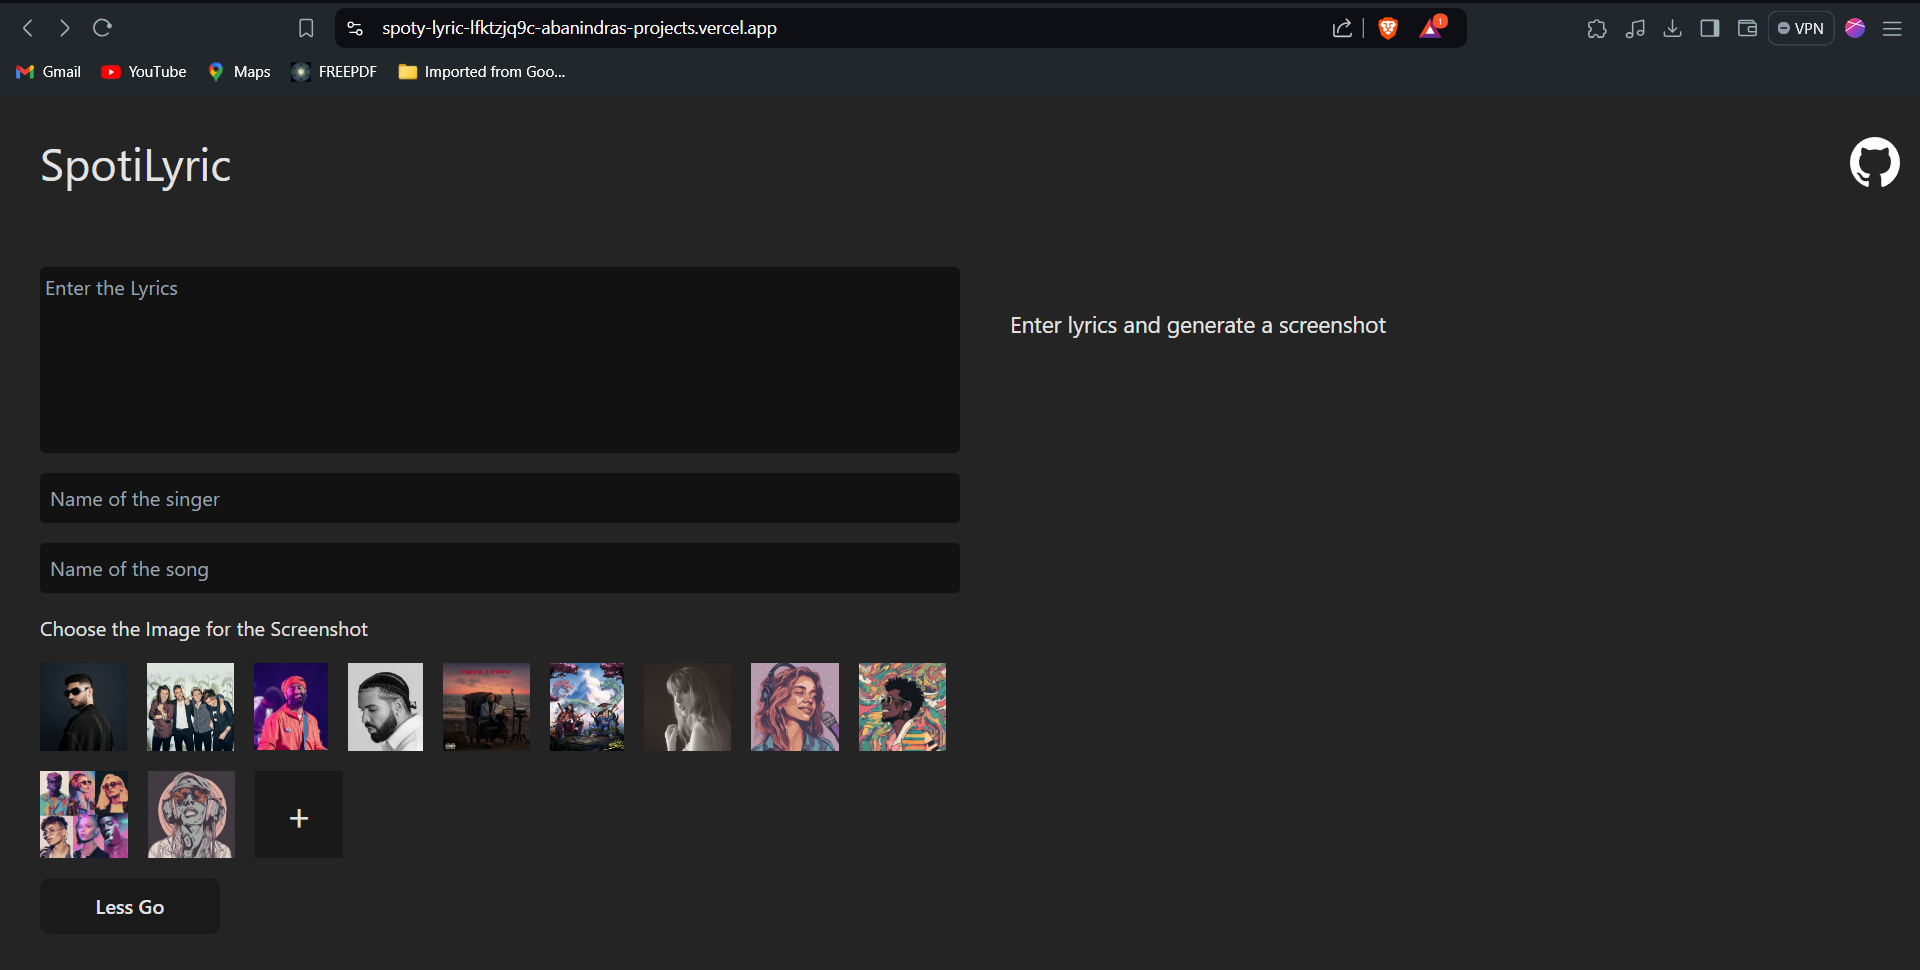 spoty-lyric-lfktzjq9c-abanindras-projects.vercel.app
1
VPN
Gmail
YouTube
Maps
FREEPDF
Imported from Goo...
SpotiLyric
Enter the Lyrics
Enter lyrics and generate a screenshot
Name of the singer
Name of the song
Choose the Image for the Screenshot
+
Less Go